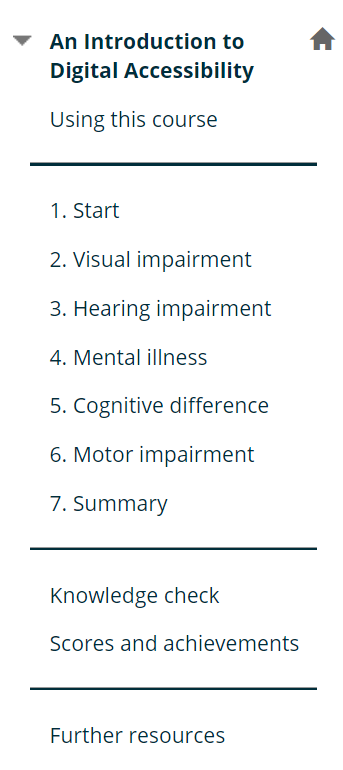 An Introduction to
Digital Accessibility
Using this course
1. Start
2. Visual impairment
3. Hearing impairment
4. Mental illness
5. Cognitive difference
6. Motor impairment
7. Summary
Knowledge check
Scores and achievements
Further resources